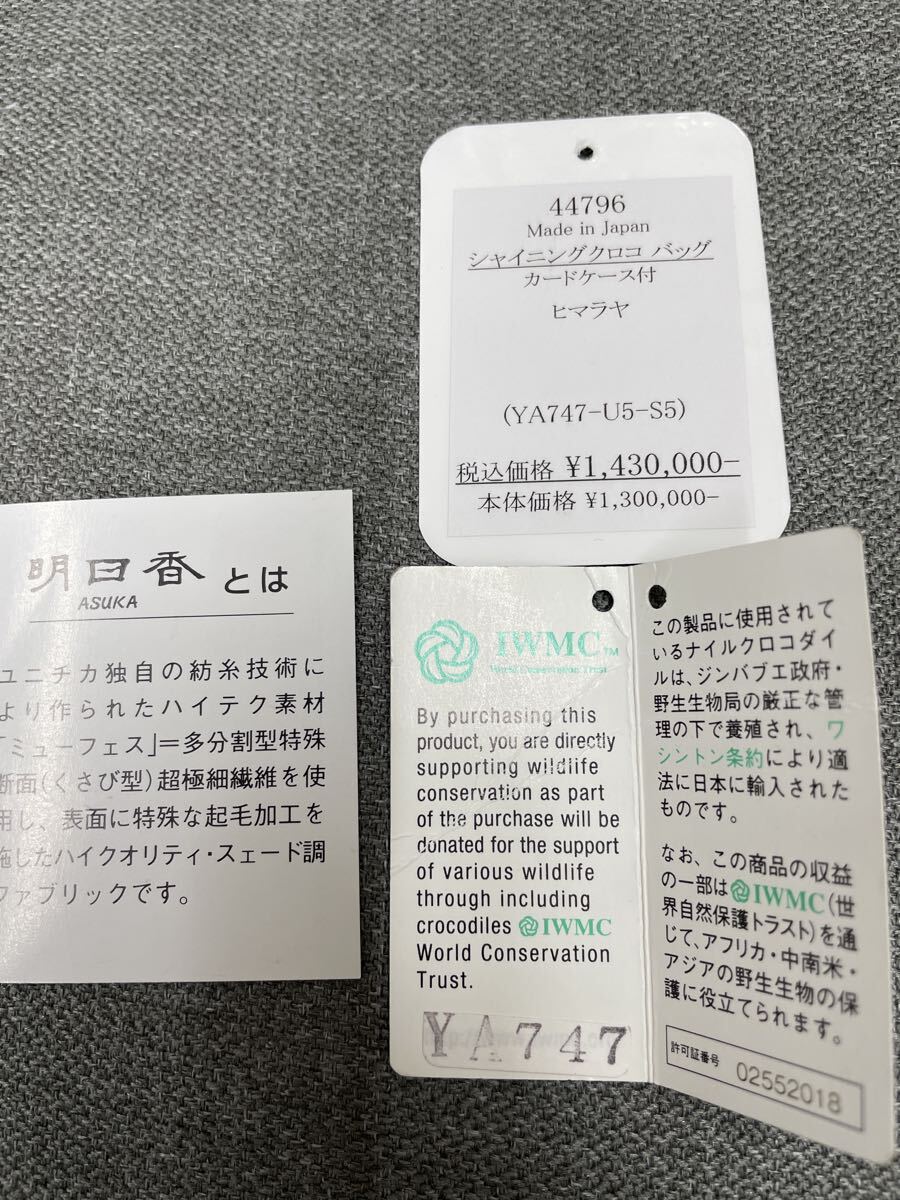 44796
Made in Japan
シャイニングクロコ バッグ
カードケース付
ヒマラヤ
(YA747-U5-S5)
税込価格 ¥1,430,000-
本体価格 ¥1,300,000-
明日香とは
ASUKA
ユニチカ独自の紡糸技術に
より作られたハイテク素材
「ミューフェス」=多分割型特殊
断面(くさび型)超極細繊維を使
用し、表面に特殊な起毛加工を
施したハイクオリティ・スェード調
ファブリックです。
IWMC™
World Conservation Trust
By purchasing this
product, you are directly
supporting wildlife
conservation as part
of the purchase will be
donated for the support
of various wildlife
through including
crocodiles IWMC
World Conservation
Trust.
YA747
この製品に使用されて
いるナイルクロコダイ
ルは、ジンバブエ政府・
野生生物局の厳正な管
理の下で養殖され、ワ
シントン条約により適
法に日本に輸入された
ものです。
なお、この商品の収益
の一部はIWMC(世
界自然保護トラスト)を通
じて、アフリカ・中南米・
アジアの野生生物の保
護に役立てられます。
許可証番号 02552018